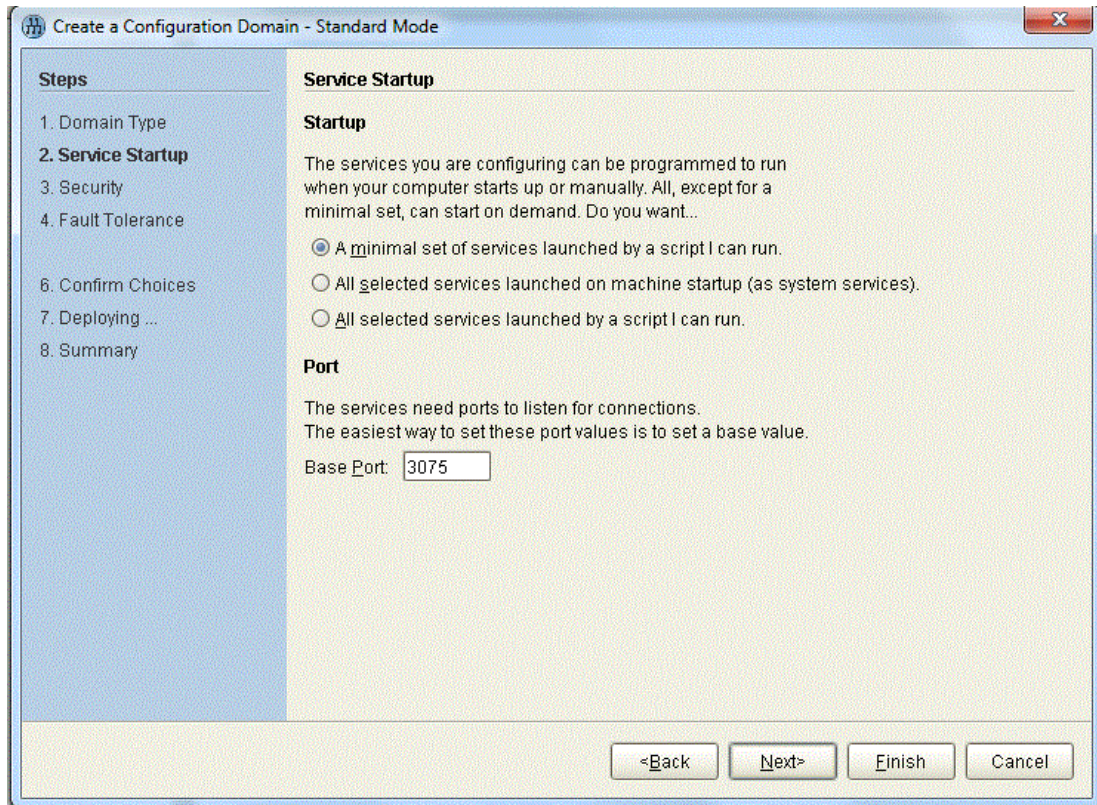 Create a Configuration Domain - Standard Mode
Steps
1. Domain Type
2. Service Startup
3. Security
4. Fault Tolerance
6. Confirm Choices
7. Deploying ...
8. Summary
Service Startup
Startup
The services you are configuring can be programmed to run
when your computer starts up or manually. All, except for a
minimal set, can start on demand. Do you want...
A minimal set of services launched by a script I can run.
All selected services launched on machine startup (as system services).
All selected services launched by a script I can run.
Port
The services need ports to listen for connections.
The easiest way to set these port values is to set a base value.
Base Port: 3075
<Back Next> Finish Cancel